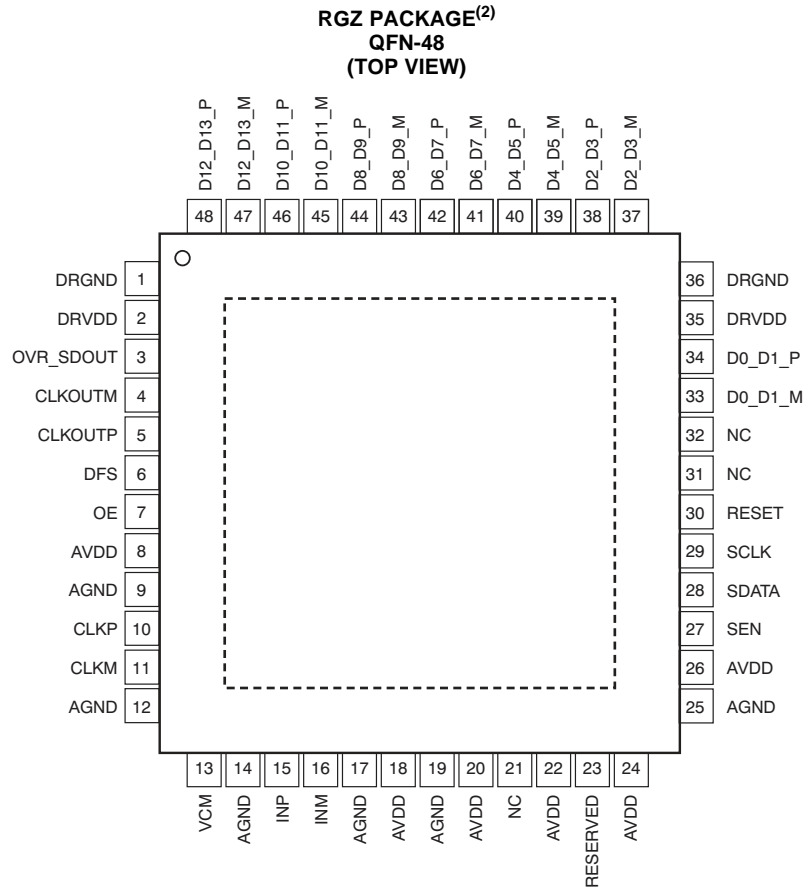 RGZ PACKAGE(2)
QFN-48
(TOP VIEW)
D12_D13_P
D12_D13_M
D10_D11_P
D10_D11_M
D8_D9_P
D8_D9_M
D6_D7_P
D6_D7_M
D4_D5_P
D4_D5_M
D2_D3_P
D2_D3_M
48 47 46 45 44 43 42 41 40 39 38 37
DRGND 1
DRVDD 2
OVR_SDOUT 3
CLKOUTM 4
CLKOUTP 5
DFS 6
OE 7
AVDD 8
AGND 9
CLKP 10
CLKM 11
AGND 12
36 DRGND
35 DRVDD
34 D0_D1_P
33 D0_D1_M
32 NC
31 NC
30 RESET
29 SCLK
28 SDATA
27 SEN
26 AVDD
25 AGND
13 14 15 16 17 18 19 20 21 22 23 24
VCM
AGND
INP
INM
AGND
AVDD
AGND
AVDD
NC
AVDD
RESERVED
AVDD